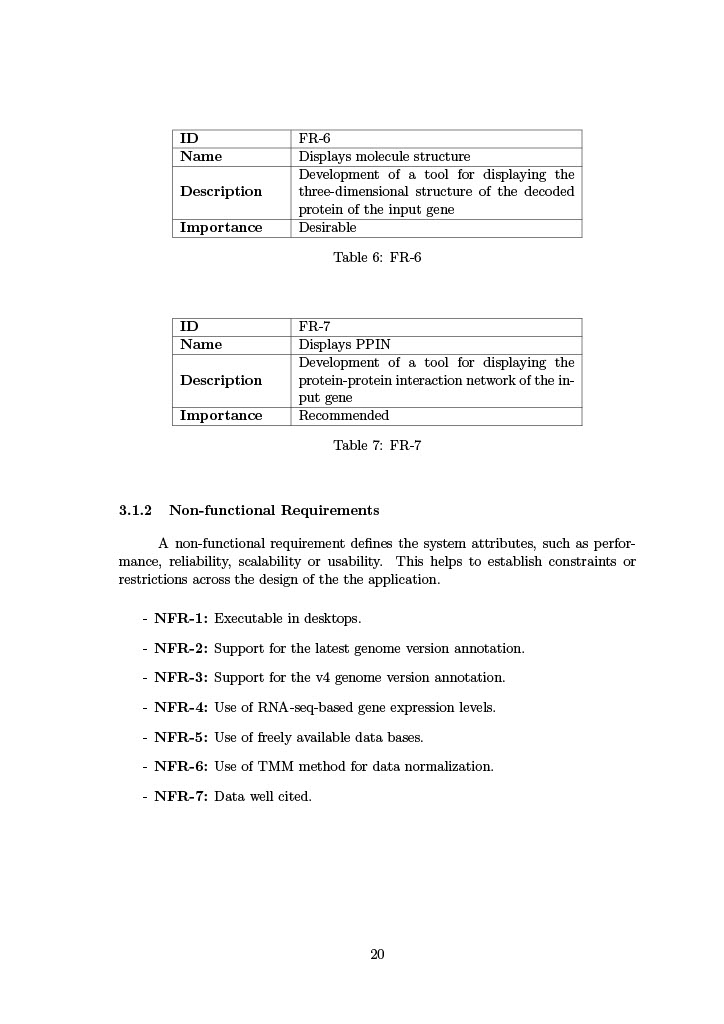 ID FR-6
Name Displays molecule structure
Development of a tool for displaying the
Description three-dimensional structure of the decoded
protein of the input gene
Importance Desirable
Table 6: FR-6
ID FR-7
Name Displays PPIN
Development of a tool for displaying the
Description protein-protein interaction network of the in-
put gene
Importance Recommended
Table 7: FR-7
3.1.2 Non-functional Requirements
A non-functional requirement defines the system attributes, such as perfor-
mance, reliability, scalability or usability. This helps to establish constraints or
restrictions across the design of the the application.
- NFR-1: Executable in desktops.
- NFR-2: Support for the latest genome version annotation.
- NFR-3: Support for the v4 genome version annotation.
- NFR-4: Use of RNA-seq-based gene expression levels.
- NFR-5: Use of freely available data bases.
- NFR-6: Use of TMM method for data normalization.
- NFR-7: Data well cited.
20